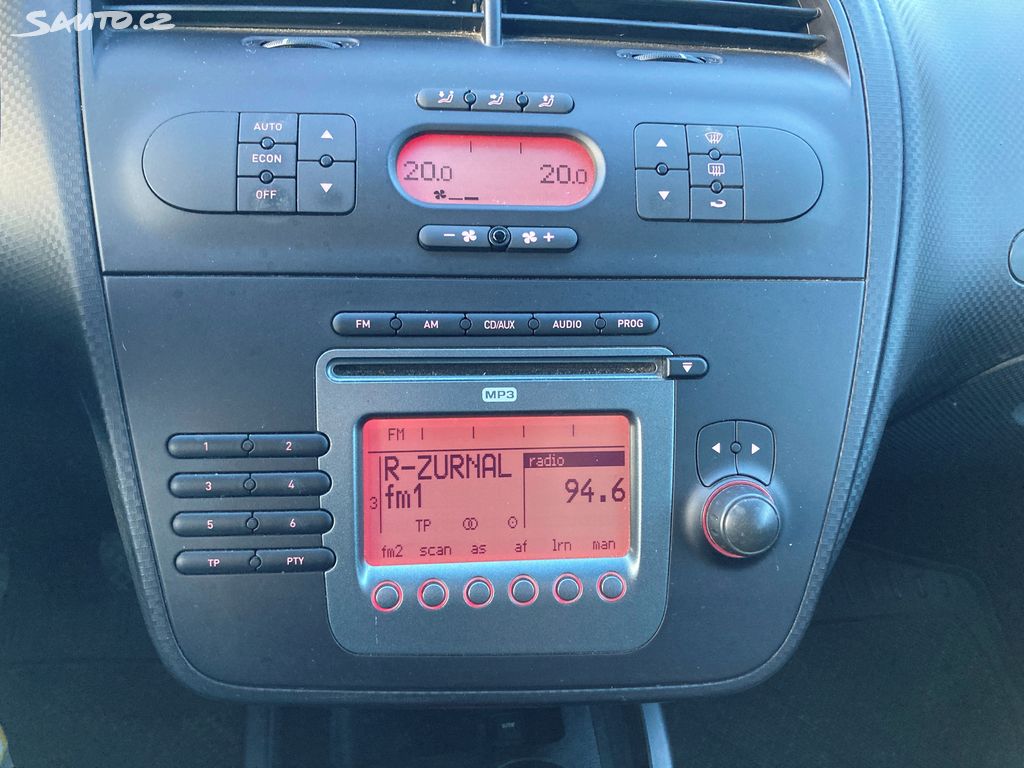 Sauto.cz
AUTO
ECON
OFF
20.0 20.0
- +
FM AM CD/AUX AUDIO PROG
MP3
FM
R-ZURNAL radio
fm1 94.6
3
TP
fm2 scan as af lrn man
1 2
3 4
5 6
TP PTY